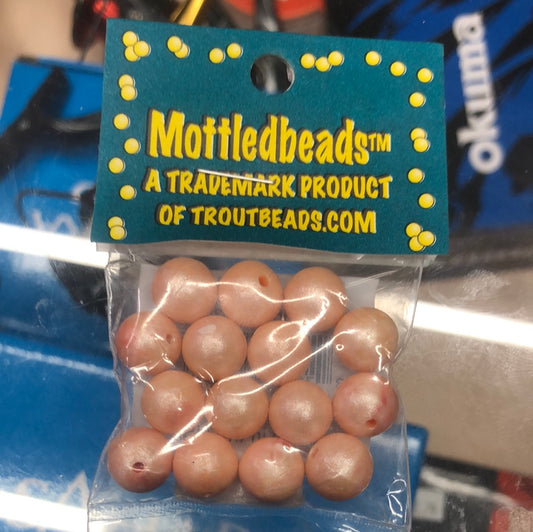 Mottledbeads™
A TRADEMARK PRODUCT
OF TROUTBEADS.COM
okuma